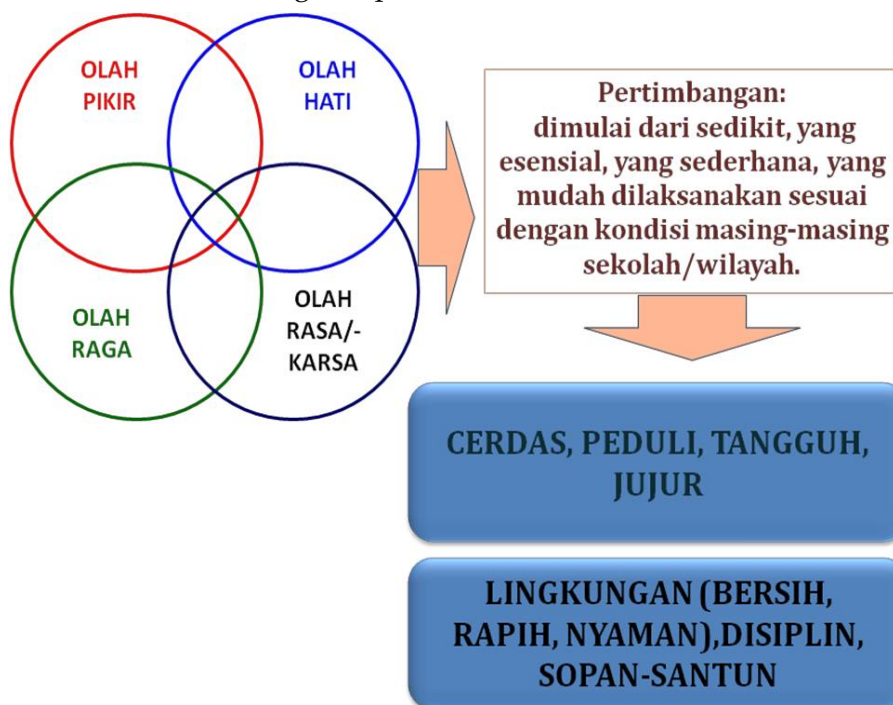 OLAH
PIKIR
OLAH
HATI
OLAH
RAGA
OLAH
RASA/-
KARSA
Pertimbangan:
dimulai dari sedikit, yang
esensial, yang sederhana, yang
mudah dilaksanakan sesuai
dengan kondisi masing-masing
sekolah/wilayah.
CERDAS, PEDULI, TANGGUH,
JUJUR
LINGKUNGAN (BERSIH,
RAPIH, NYAMAN),DISIPLIN,
SOPAN-SANTUN